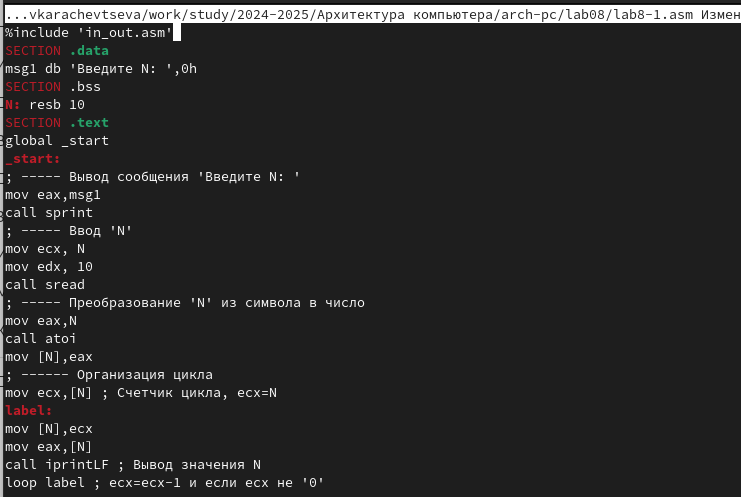 ...vkarachevtseva/work/study/2024-2025/Архитектура компьютера/arch-pc/lab08/lab8-1.asm Измен
%include 'in_out.asm'
SECTION .data
msg1 db 'Введите N: ',0h
SECTION .bss
N: resb 10
SECTION .text
global _start
_start:
; ----- Вывод сообщения 'Введите N: '
mov eax,msg1
call sprint
; ----- Ввод 'N'
mov ecx, N
mov edx, 10
call sread
; ----- Преобразование 'N' из символа в число
mov eax,N
call atoi
mov [N],eax
; ------ Организация цикла
mov ecx,[N] ; Счетчик цикла, ecx=N
label:
mov [N],ecx
mov eax,[N]
call iprintLF ; Вывод значения N
loop label ; ecx=ecx-1 и если ecx не '0'